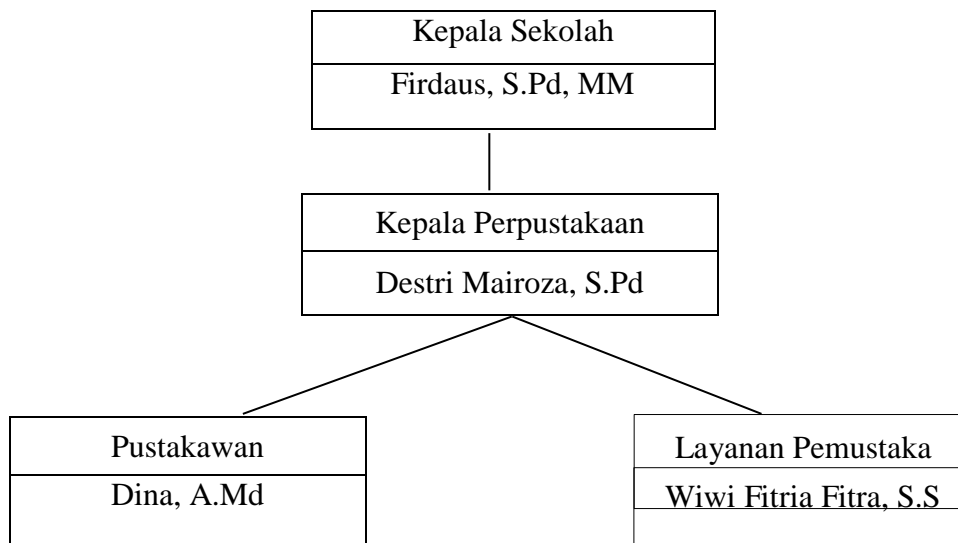 Kepala Sekolah
Firdaus, S.Pd, MM
Kepala Perpustakaan
Destri Mairoza, S.Pd
Pustakawan
Dina, A.Md
Layanan Pemustaka
Wiwi Fitria Fitra, S.S